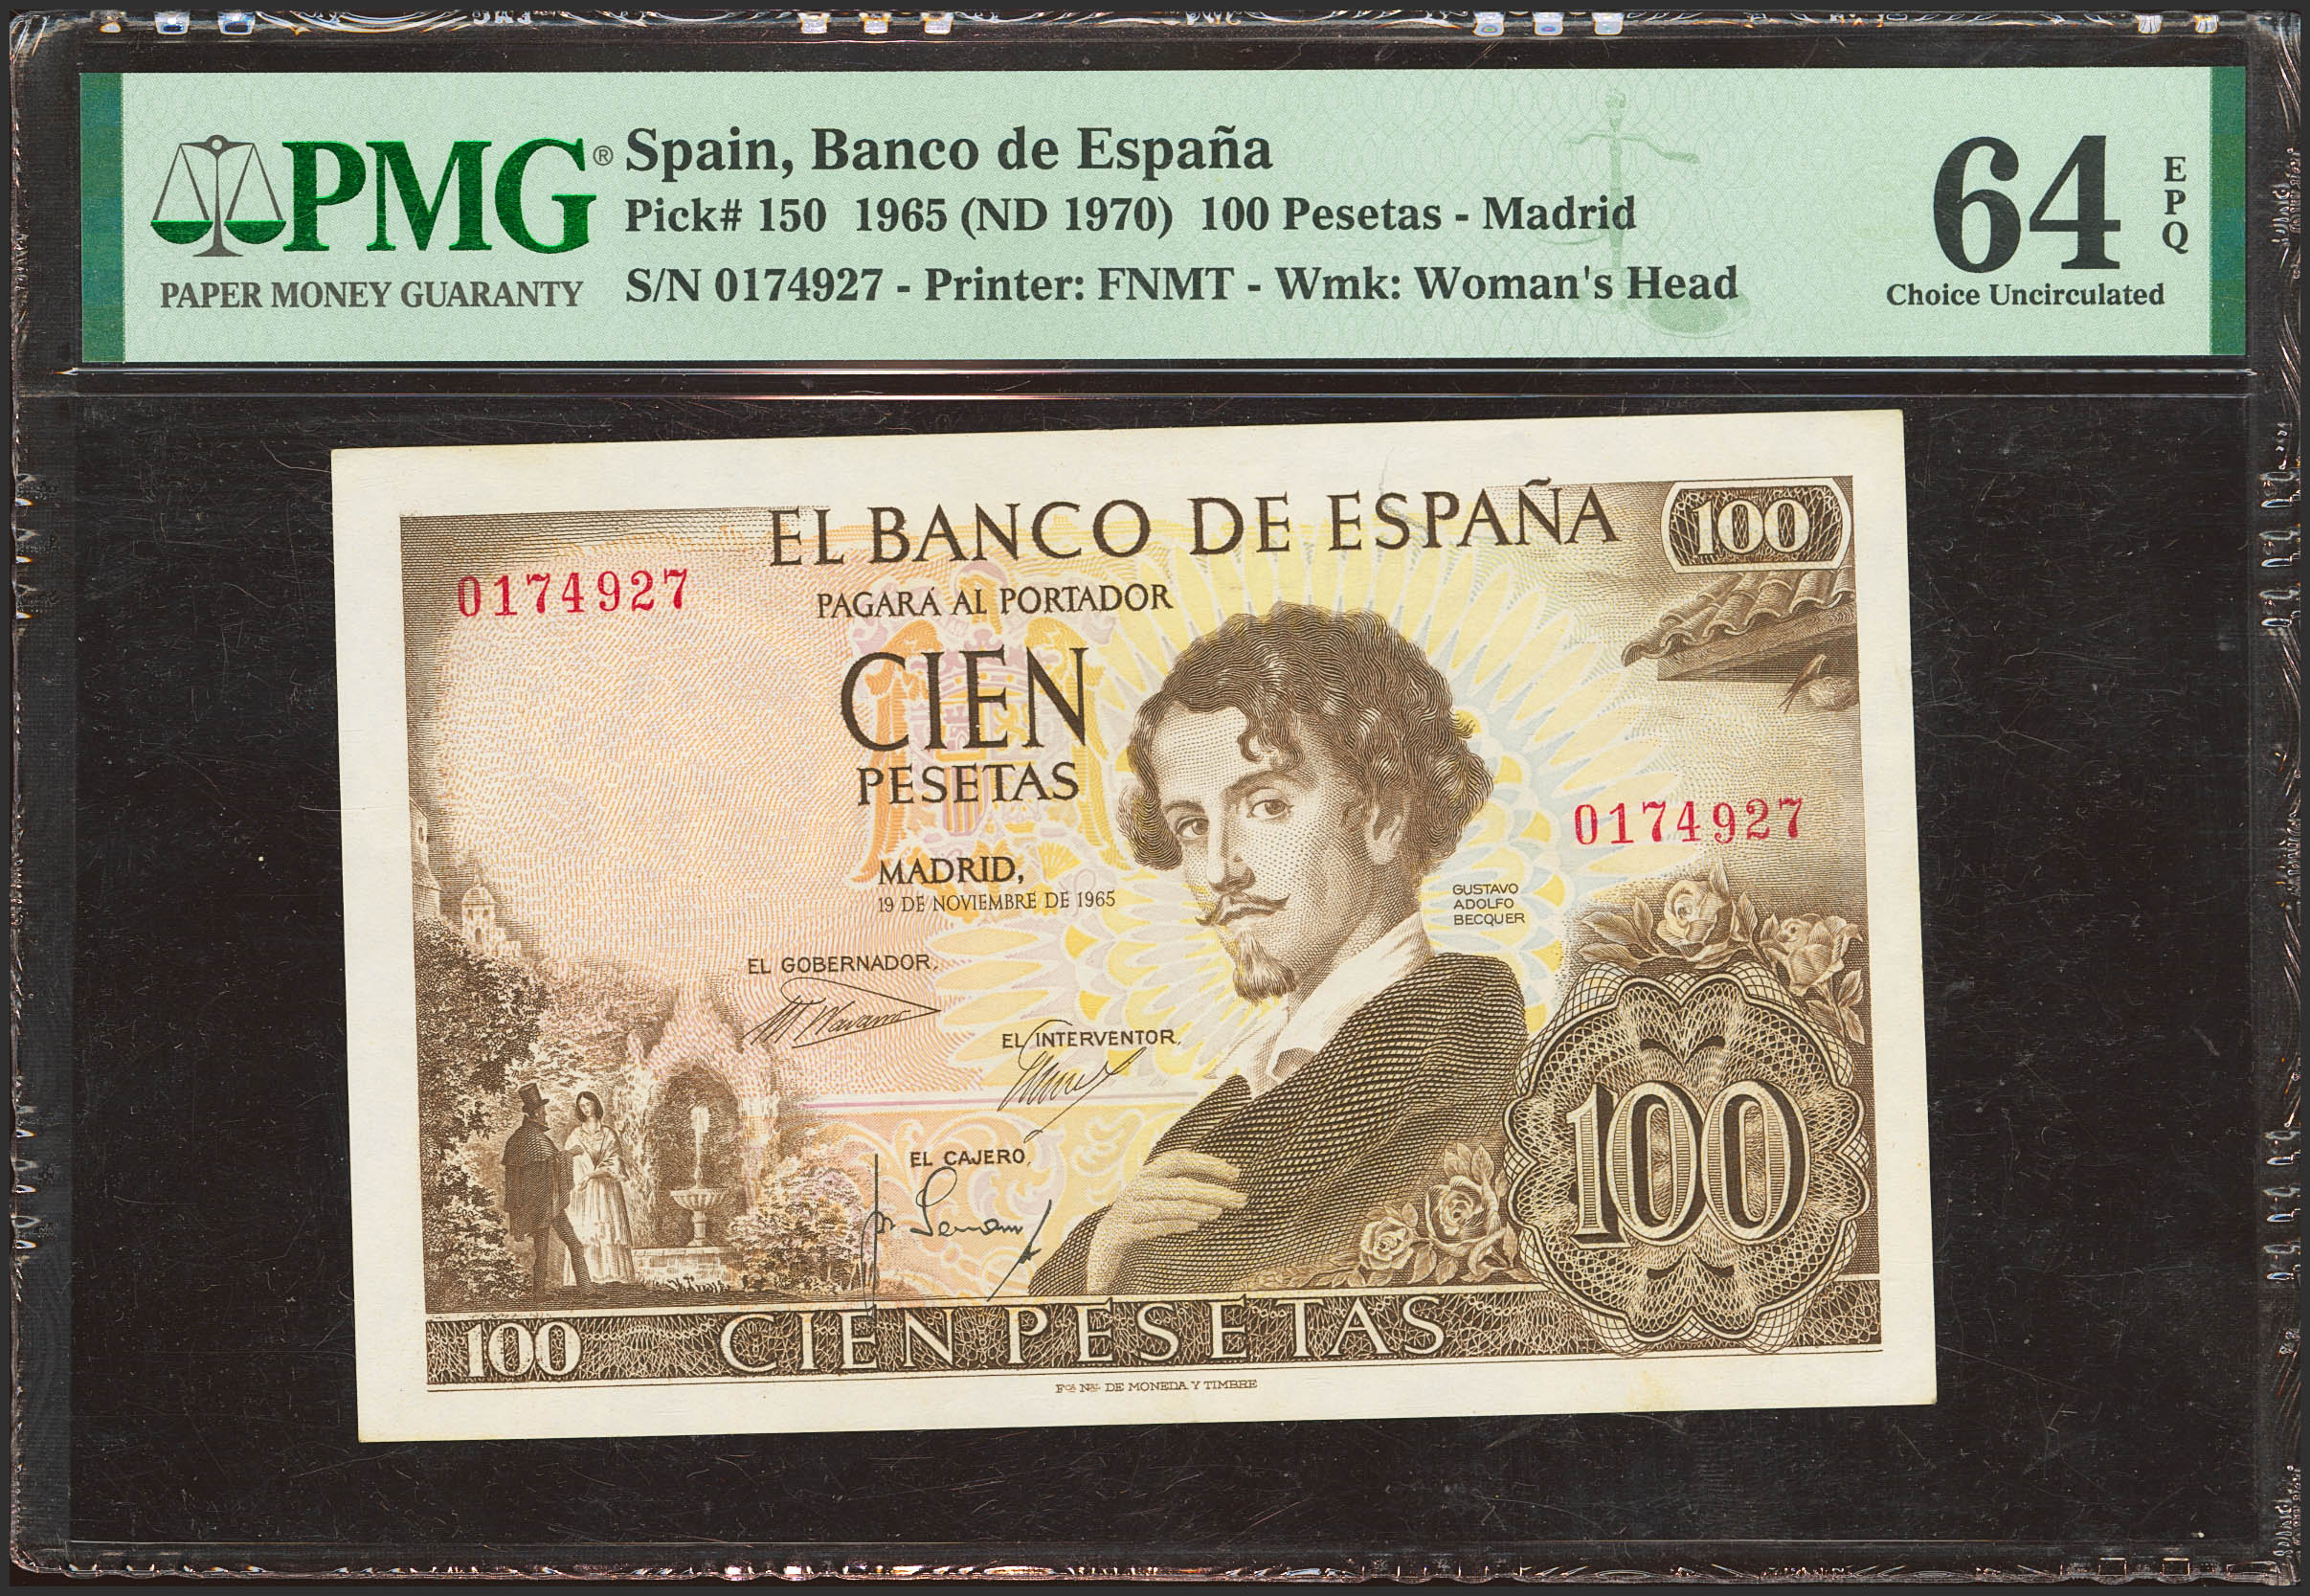 PMG®
PAPER MONEY GUARANTY
Spain, Banco de España
Pick# 150 1965 (ND 1970) 100 Pesetas - Madrid
S/N 0174927 - Printer: FNMT - Wmk: Woman's Head
64
EPQ
Choice Uncirculated
EL BANCO DE ESPAÑA
100
0174927
PAGARÁ AL PORTADOR
CIEN
PESETAS
0174927
MADRID,
19 DE NOVIEMBRE DE 1965
GUSTAVO
ADOLFO
BECQUER
EL GOBERNADOR,
EL INTERVENTOR,
EL CAJERO,
100
100
CIEN PESETAS
Fca. Nal. DE MONEDA Y TIMBRE